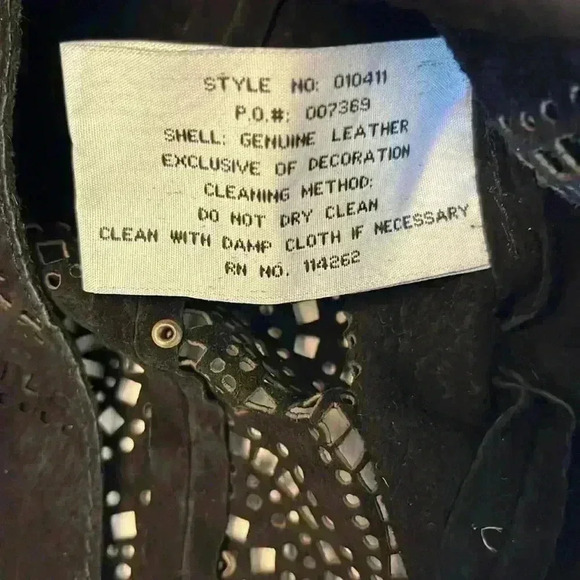 STYLE NO: 010411
P.O.#: 007369
SHELL: GENUINE LEATHER
EXCLUSIVE OF DECORATION
CLEANING METHOD:
DO NOT DRY CLEAN
CLEAN WITH DAMP CLOTH IF NECESSARY
RN NO. 114262